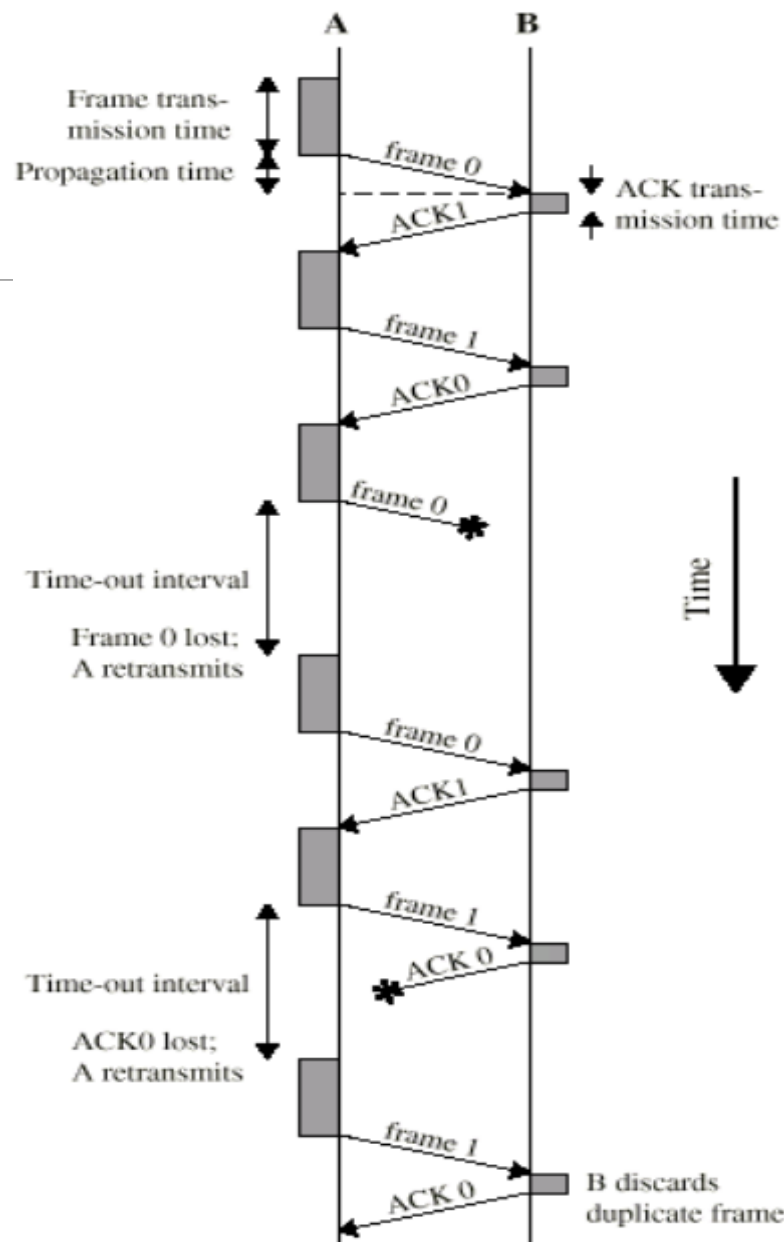 A
B
Frame trans-
mission time
Propagation time
frame 0
ACK trans-
mission time
ACK1
frame 1
ACK0
frame 0
Time-out interval
Time
Frame 0 lost;
A retransmits
frame 0
ACK1
frame 1
ACK 0
Time-out interval
ACK0 lost;
A retransmits
frame 1
ACK 0
B discards
duplicate frame